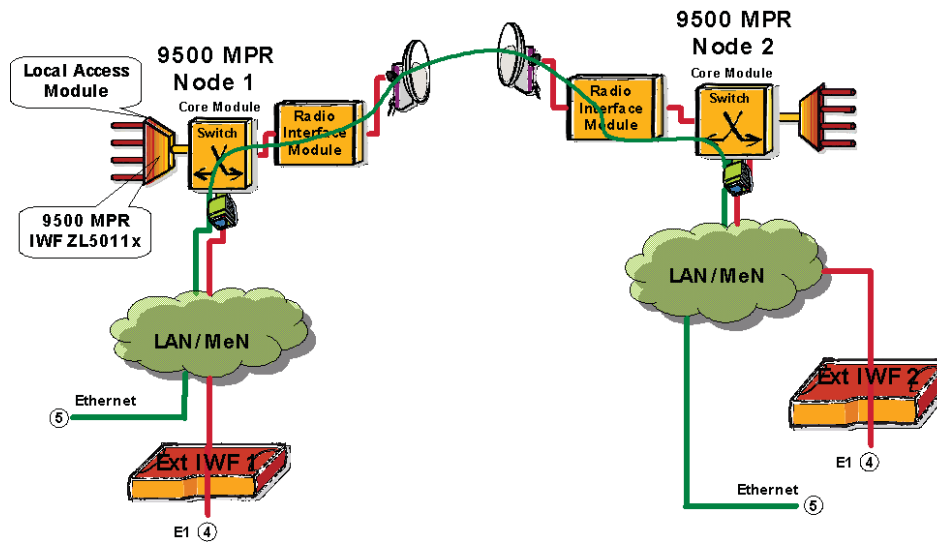 9500 MPR
Node 1
9500 MPR
Node 2
Local Access
Module
Core Module
Core Module
Switch
Radio
Interface
Module
Radio
Interface
Module
Switch
9500 MPR
IWF ZL5011x
LAN/MeN
LAN/MeN
Ethernet
5
Ext IWF 1
E1 4
Ext IWF 2
E1 4
Ethernet
5